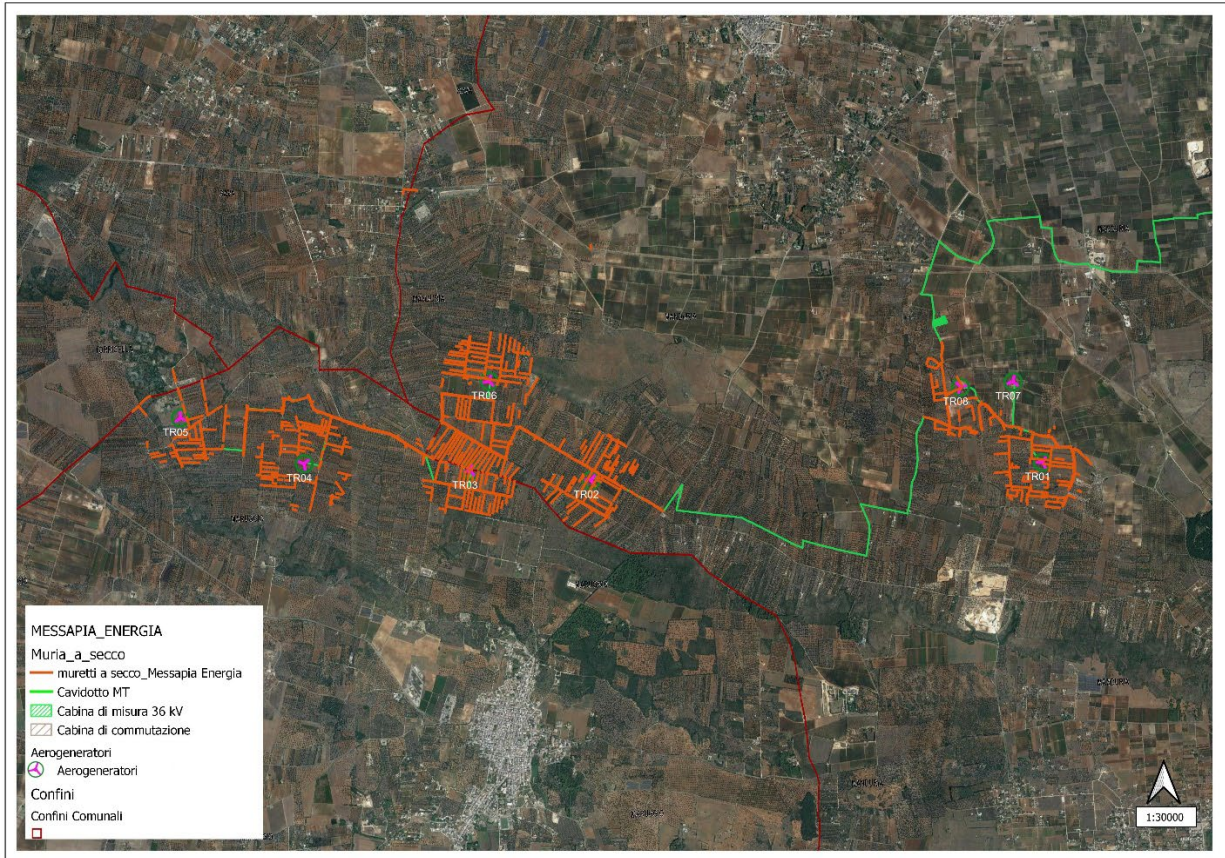 TR06
TR08
TR07
TR05
TR04
TR03
TR02
TR01
MESSAPIA_ENERGIA
Muria_a_secco
muretti a secco_Messapia Energia
Cavidotto MT
Cabina di misura 36 kV
Cabina di commutazione
Aerogeneratori
Aerogeneratori
Confini
Confini Comunali
1:30000